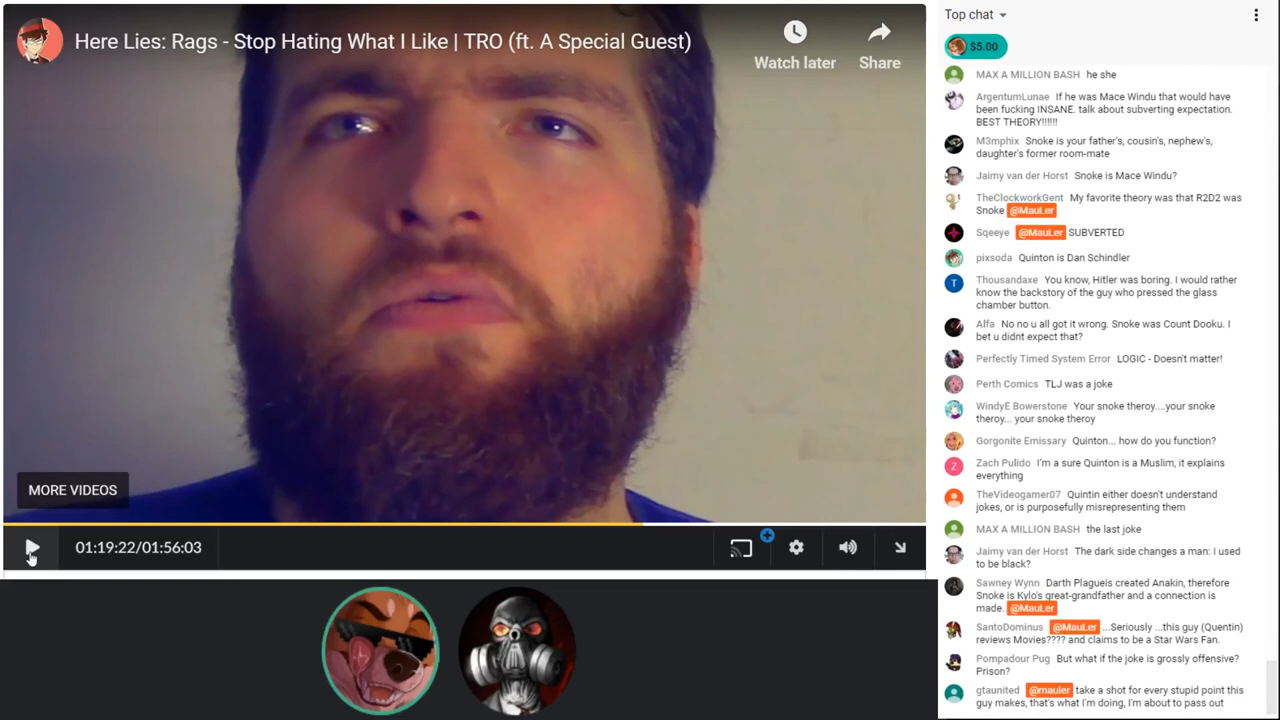 Here Lies: Rags - Stop Hating What I Like | TRO (ft. A Special Guest)
Watch later
Share
MORE VIDEOS
01:19:22/01:56:03
Top chat
$5.00
MAX A MILLION BASH he she
ArgentumLunae If he was Mace Windu that would have
been fucking INSANE. talk about subverting expectation.
BEST THEORY!!!!!!
M3mphix Snoke is your father's, cousin's, nephew's,
daughter's former room-mate
Jaimy van der Horst Snoke is Mace Windu?
TheClockworkGent My favorite theory was that R2D2 was
Snoke @MauLer
Sqeeye @MauLer SUBVERTED
pixsoda Quinton is Dan Schindler
T
Thousandaxe You know, Hitler was boring. I would rather
know the backstory of the guy who pressed the glass
chamber button.
Alfa No no u all got it wrong. Snoke was Count Dooku. I
bet u didnt expect that?
Perfectly Timed System Error LOGIC - Doesn't matter!
Perth Comics TLJ was a joke
WindyE Bowerstone Your snoke theroy....your snoke
theroy... your snoke theroy
Gorgonite Emissary Quinton... how do you function?
Z
Zach Pulido I'm a sure Quinton is a Muslim, it explains
everything
TheVideogamer07 Quintin either doesn't understand
jokes, or is purposefully misrepresenting them
MAX A MILLION BASH the last joke
Jaimy van der Horst The dark side changes a man: I used
to be black?
Sawney Wynn Darth Plagueis created Anakin, therefore
Snoke is Kylo's great-grandfather and a connection is
made. @MauLer
SantoDominus @MauLer ...Seriously ...this guy (Quentin)
reviews Movies???? and claims to be a Star Wars Fan.
Pompadour Pug But what if the joke is grossly offensive?
Prison?
gtaunited @mauler take a shot for every stupid point this
guy makes, that's what I'm doing, I'm about to pass out